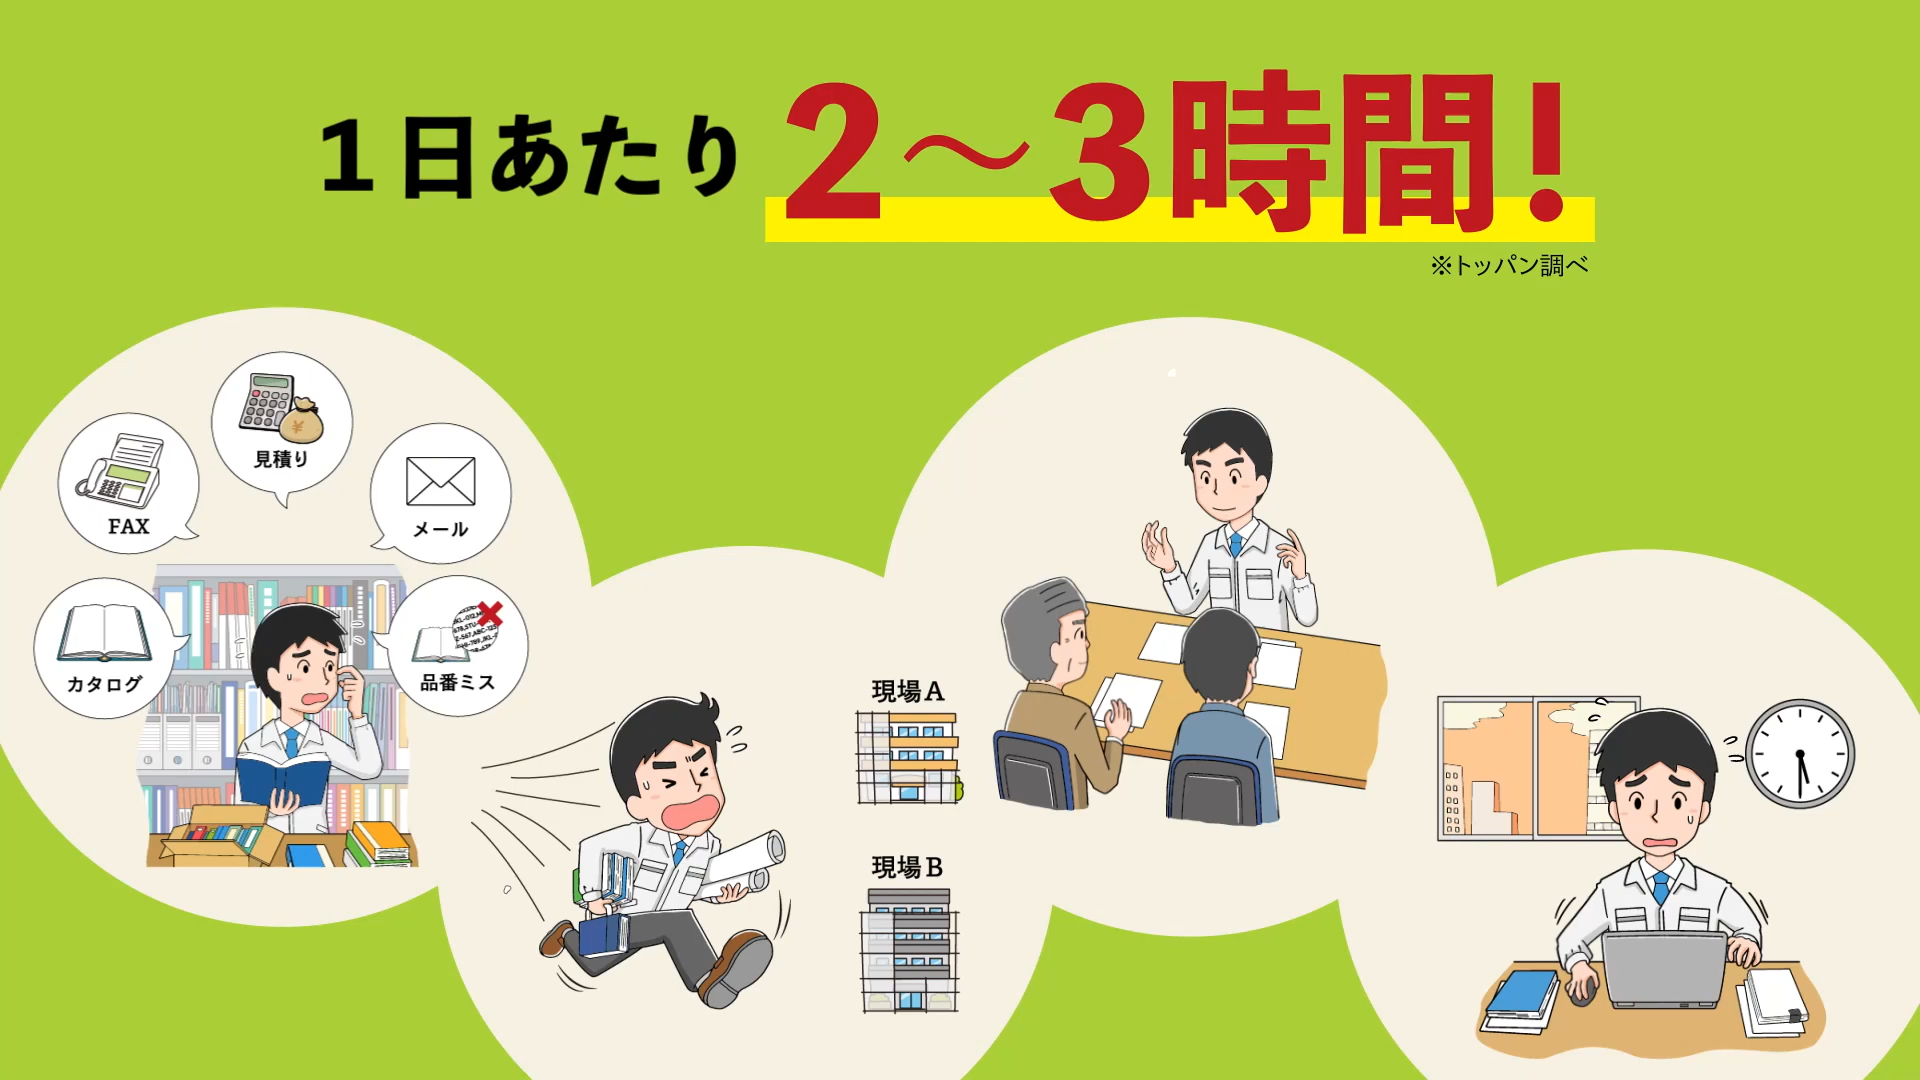 1日あたり 2～3時間!
※トッパン調べ
見積り
FAX
メール
カタログ
品番ミス
現場A
現場B